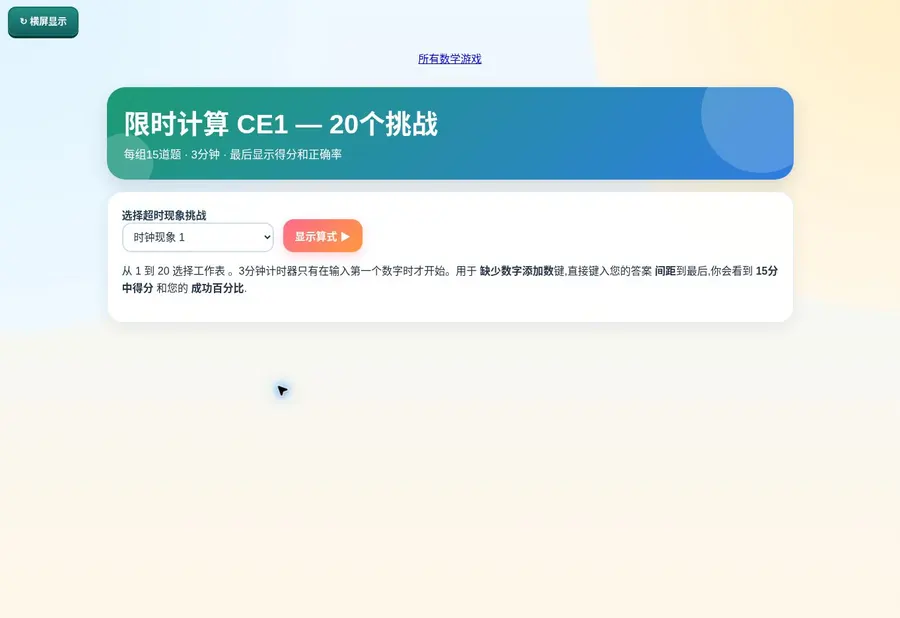 ↻ 横屏显示
所有数学游戏
限时计算 CE1 — 20个挑战
每组15道题 · 3分钟 · 最后显示得分和正确率
选择超时现象挑战
时钟现象 1
显示算式 ▶
从 1 到 20 选择工作表 。3分钟计时器只有在输入第一个数字时才开始。用于 缺少数字添加数键,直接键入您的答案 间距到最后,你会看到 15分
中得分 和您的 成功百分比.